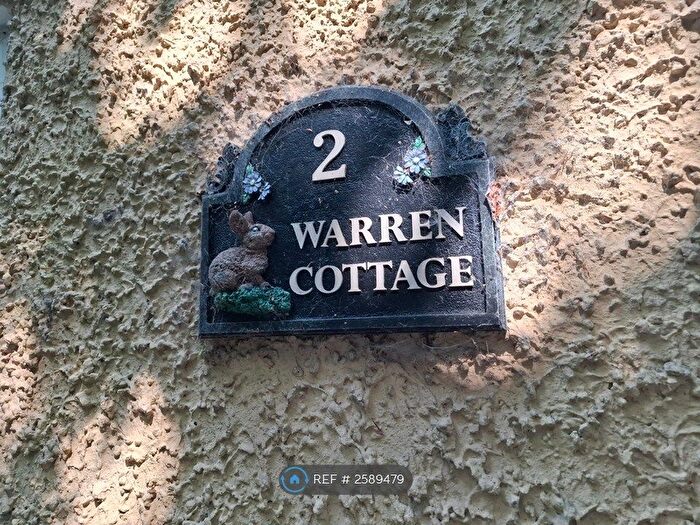 2
WARREN
COTTAGE
REF # 2589479